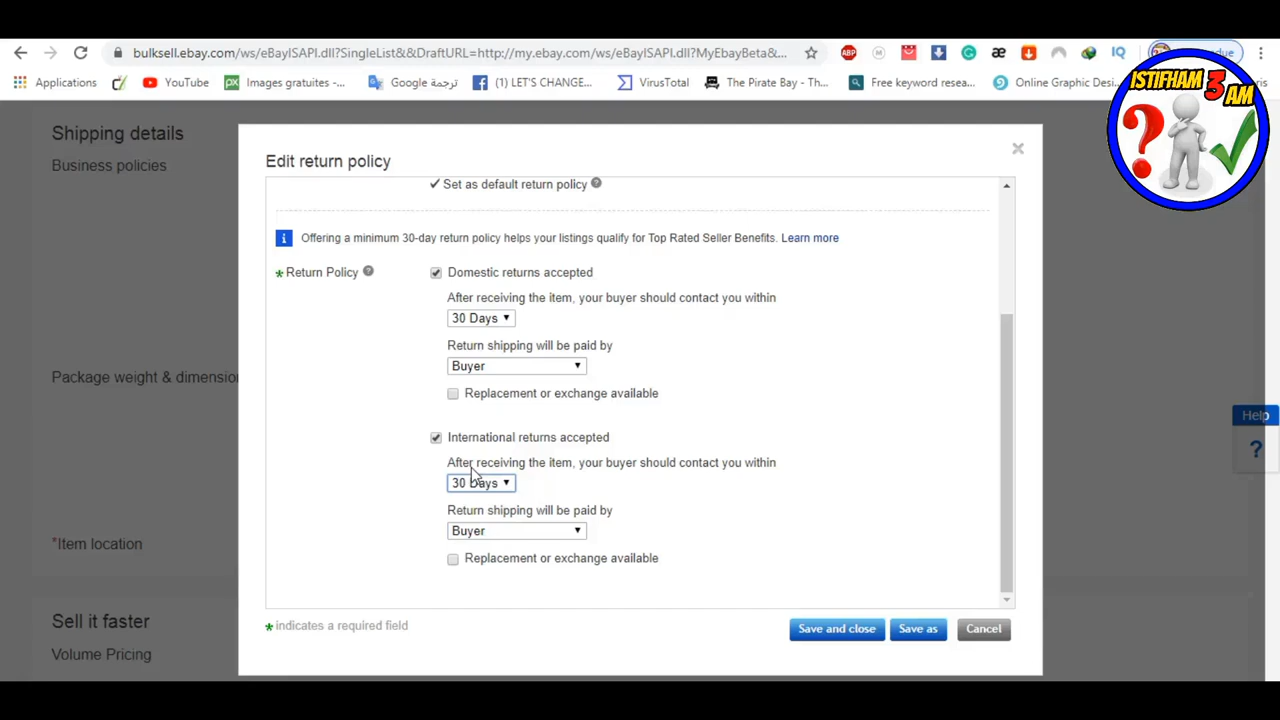 bulksell.ebay.com/ws/eBayISAPI.dll?SingleList&&DraftURL=http://my.ebay.com/ws/eBayISAPI.dll?MyEbayBeta&...
Applications YouTube Images gratuites -... Google ترجمة (1) LET'S CHANGE... VirusTotal The Pirate Bay - Th... Free keyword resea... Online Graphic Desi...
ISTIFHAM 3 AM
Shipping details
Business policies
Package weight & dimension
*Item location
Sell it faster
Volume Pricing
Edit return policy
Set as default return policy
Offering a minimum 30-day return policy helps your listings qualify for Top Rated Seller Benefits. Learn more
* Return Policy
Domestic returns accepted
After receiving the item, your buyer should contact you within
30 Days
Return shipping will be paid by
Buyer
Replacement or exchange available
International returns accepted
After receiving the item, your buyer should contact you within
30 Days
Return shipping will be paid by
Buyer
Replacement or exchange available
* indicates a required field
Save and close Save as Cancel
Help
?